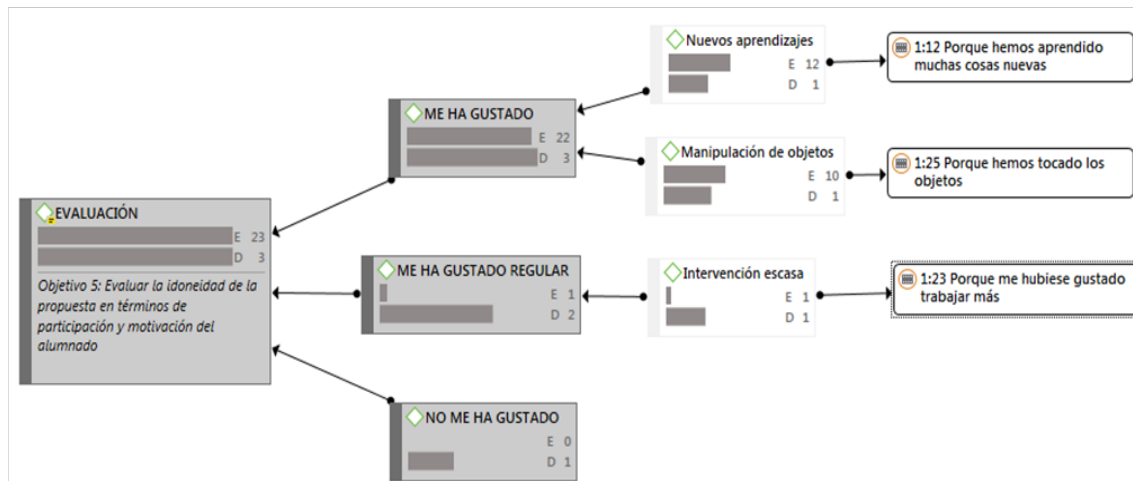 EVALUACIÓN
E 23
D 3
Objetivo 5: Evaluar la idoneidad de la
propuesta en términos de
participación y motivación del
alumnado
ME HA GUSTADO
E 22
D 3
Nuevos aprendizajes
E 12
D 1
1:12 Porque hemos aprendido
muchas cosas nuevas
Manipulación de objetos
E 10
D 1
1:25 Porque hemos tocado los
objetos
ME HA GUSTADO REGULAR
E 1
D 2
Intervención escasa
E 1
D 1
1:23 Porque me hubiese gustado
trabajar más
NO ME HA GUSTADO
E 0
D 1